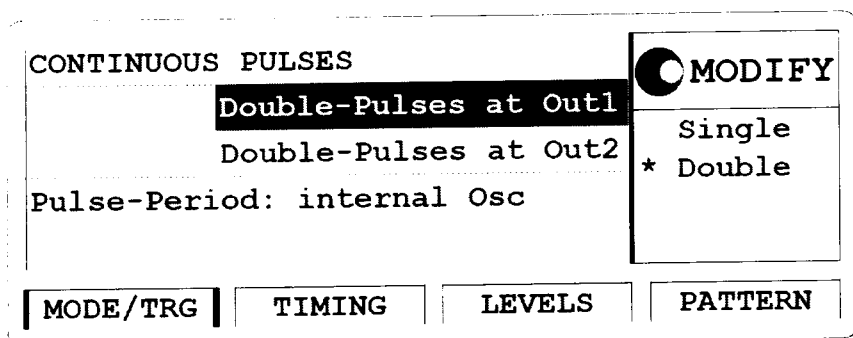 CONTINUOUS PULSES
Double-Pulses at Out1
Double-Pulses at Out2
Pulse-Period: internal Osc
MODIFY
Single
* Double
MODE/TRG
TIMING
LEVELS
PATTERN